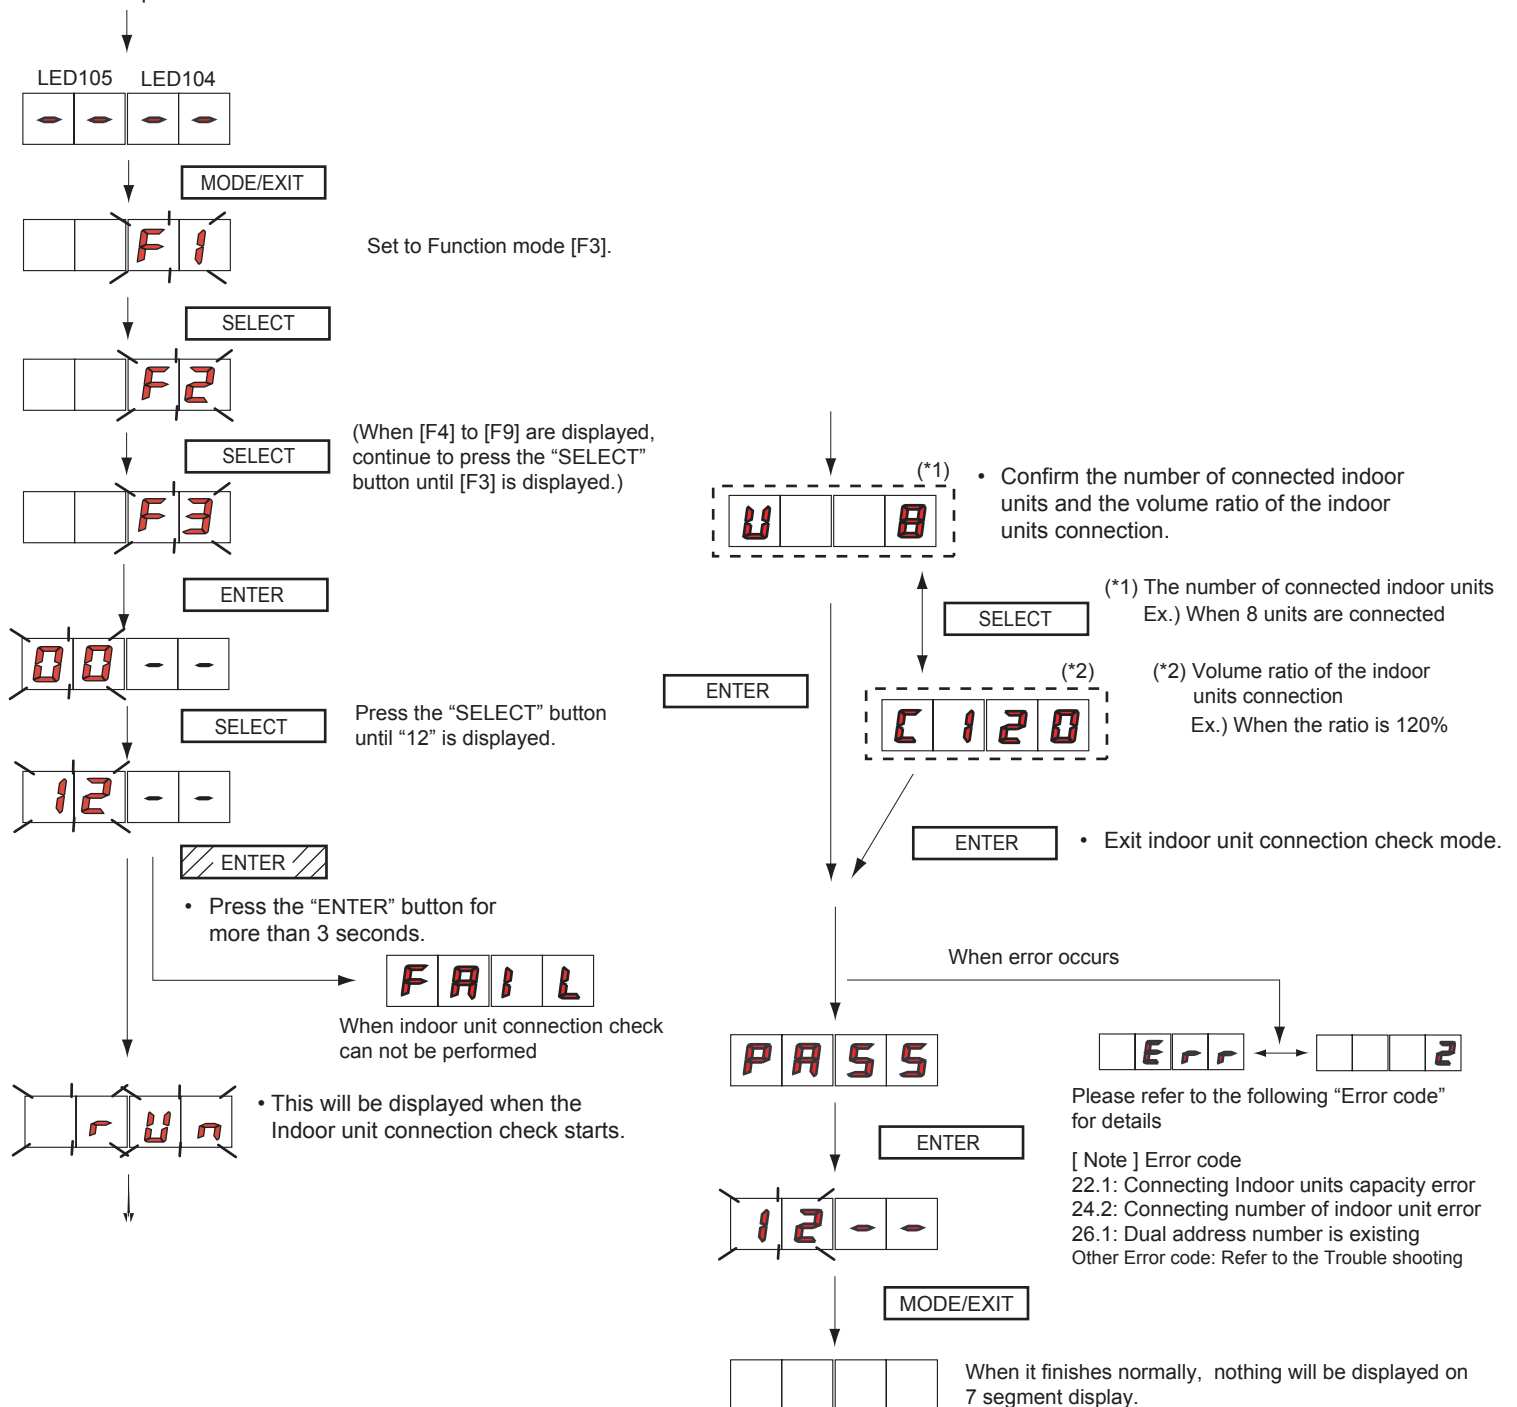 LED105 LED104
- - - -
MODE/EXIT
F1
Set to Function mode [F3].
SELECT
F2
SELECT
(When [F4] to [F9] are displayed,
continue to press the “SELECT”
button until [F3] is displayed.)
F3
ENTER
00 - -
SELECT
Press the “SELECT” button
until “12” is displayed.
12 - -
ENTER
• Press the “ENTER” button for
more than 3 seconds.
FAIL
When indoor unit connection check
can not be performed
rUn
• This will be displayed when the
Indoor unit connection check starts.
(*1)
U 8
• Confirm the number of connected indoor
units and the volume ratio of the indoor
units connection.
(*1) The number of connected indoor units
Ex.) When 8 units are connected
SELECT
ENTER
(*2)
C120
(*2) Volume ratio of the indoor
units connection
Ex.) When the ratio is 120%
ENTER
• Exit indoor unit connection check mode.
When error occurs
PASS
Err
2
Please refer to the following “Error code”
for details
[ Note ] Error code
22.1: Connecting Indoor units capacity error
24.2: Connecting number of indoor unit error
26.1: Dual address number is existing
Other Error code: Refer to the Trouble shooting
ENTER
12 - -
MODE/EXIT
When it finishes normally, nothing will be displayed on
7 segment display.